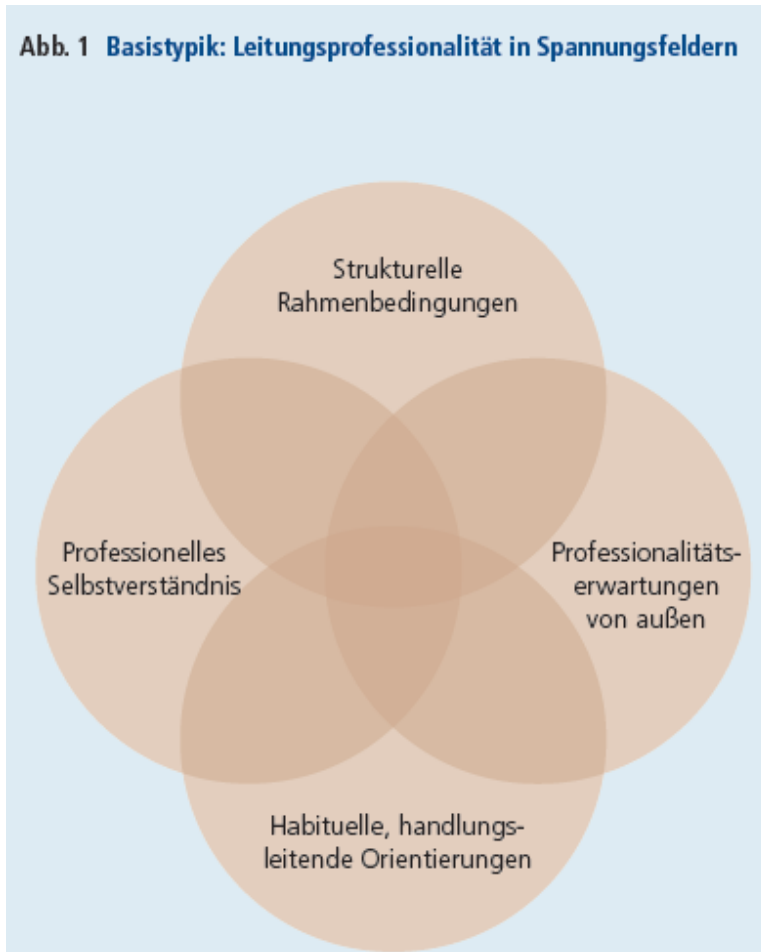 Abb. 1 Basistypik: Leitungsprofessionalität in Spannungsfeldern
Strukturelle
Rahmenbedingungen
Professionelles
Selbstverständnis
Professionalitäts-
erwartungen
von außen
Habituelle, handlungs-
leitende Orientierungen